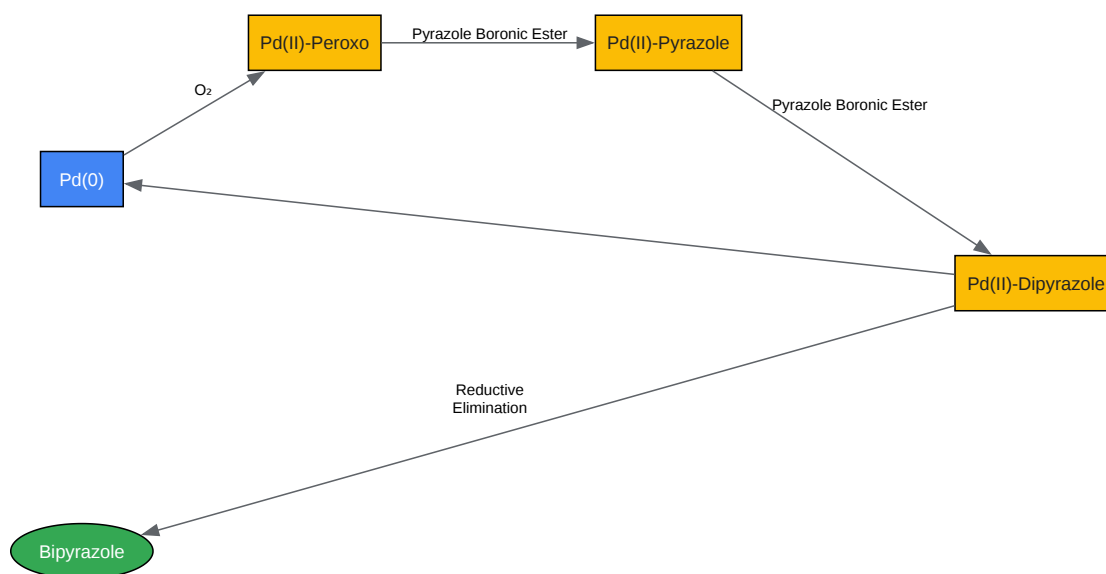 Pd(II)-Peroxo
Pyrazole Boronic Ester
Pd(II)-Pyrazole
O₂
Pyrazole Boronic Ester
Pd(0)
Pd(II)-Dipyrazole
Reductive
Elimination
Bipyrazole